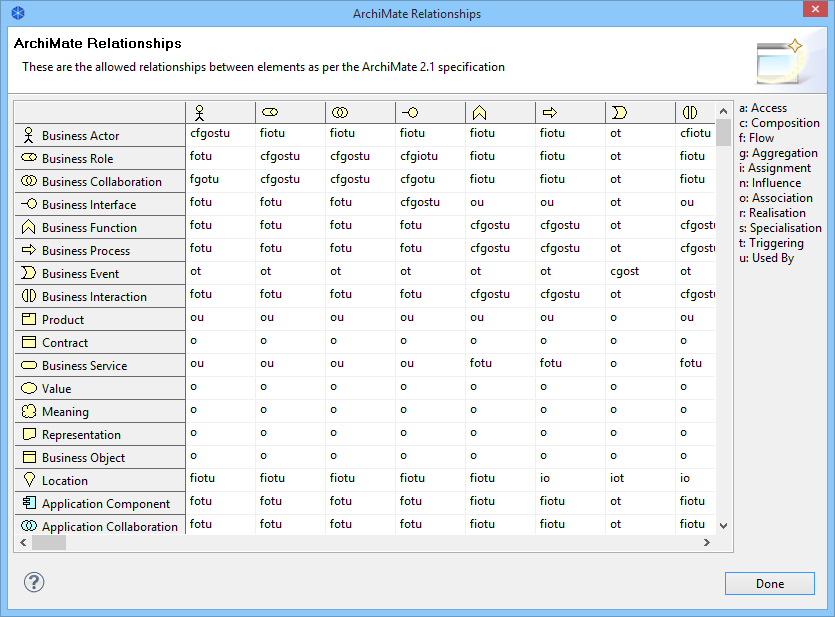 ArchiMate Relationships
ArchiMate Relationships
These are the allowed relationships between elements as per the ArchiMate 2.1 specification
Business Actor cfgostu fiotu fiotu fiotu fiotu fiotu ot cfiotu
Business Role fotu cfgostu cfgostu cfgiotu fiotu fiotu ot fiotu
Business Collaboration fgotu cfgostu cfgostu cfgotu fiotu fiotu ot fiotu
Business Interface fotu fotu fotu cfgostu ou ou ot ou
Business Function fotu fotu fotu fotu cfgostu cfgostu ot cfgost
Business Process fotu fotu fotu fotu cfgostu cfgostu ot cfgost
Business Event ot ot ot ot ot ot cgost ot
Business Interaction fotu fotu fotu fotu cfgostu cfgostu ot cfgost
Product ou ou ou ou ou ou o ou
Contract o o o o o o o o
Business Service ou ou ou ou fotu fotu o fotu
Value o o o o o o o o
Meaning o o o o o o o o
Representation o o o o o o o o
Business Object o o o o o o o o
Location fiotu fiotu fiotu fiotu fiotu io iot io
Application Component fotu fotu fotu fotu fiotu fiotu ot fiotu
Application Collaboration fotu fotu fotu fotu fiotu fiotu ot fiotu
a: Access
c: Composition
f: Flow
g: Aggregation
i: Assignment
n: Influence
o: Association
r: Realisation
s: Specialisation
t: Triggering
u: Used By
?
Done